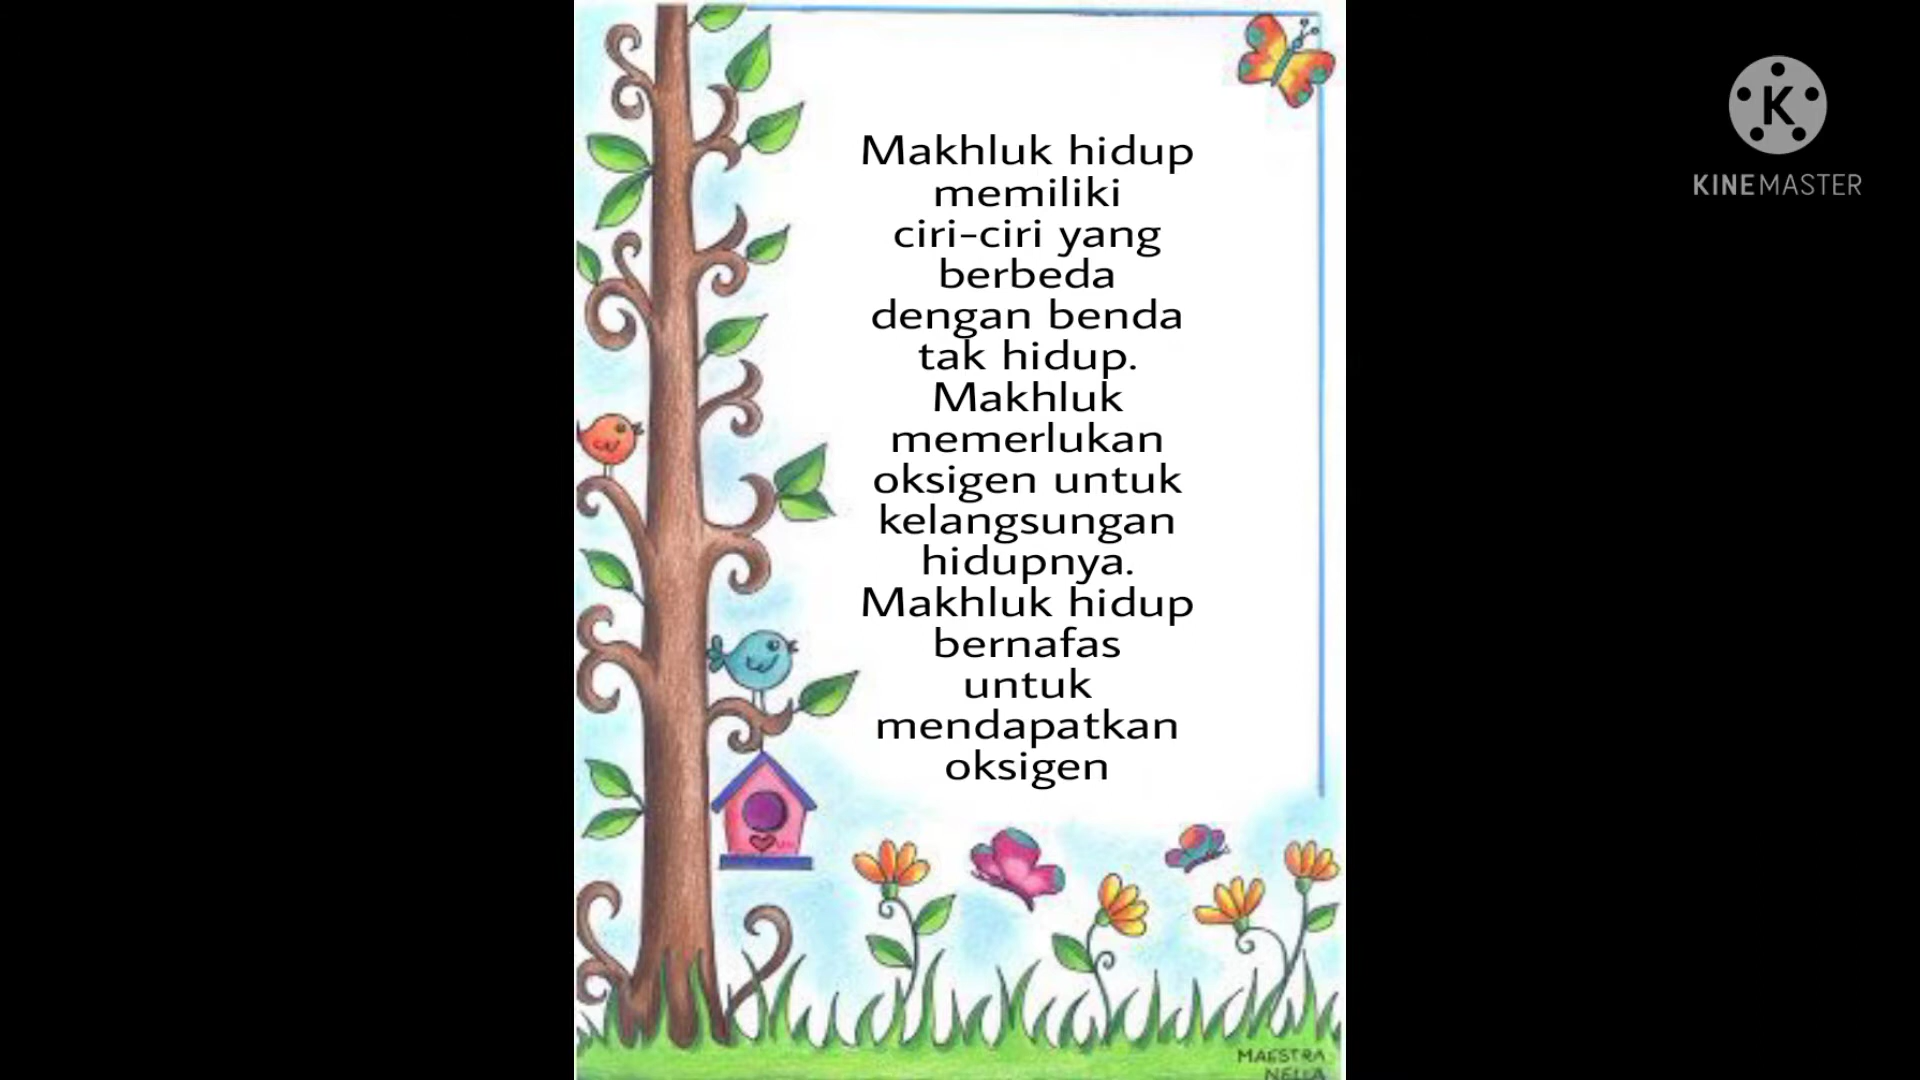 Makhluk hidup
memiliki
ciri-ciri yang
berbeda
dengan benda
tak hidup.
Makhluk
memerlukan
oksigen untuk
kelangsungan
hidupnya.
Makhluk hidup
bernafas
untuk
mendapatkan
oksigen
K
KINEMASTER
MAESTRA
NELLA